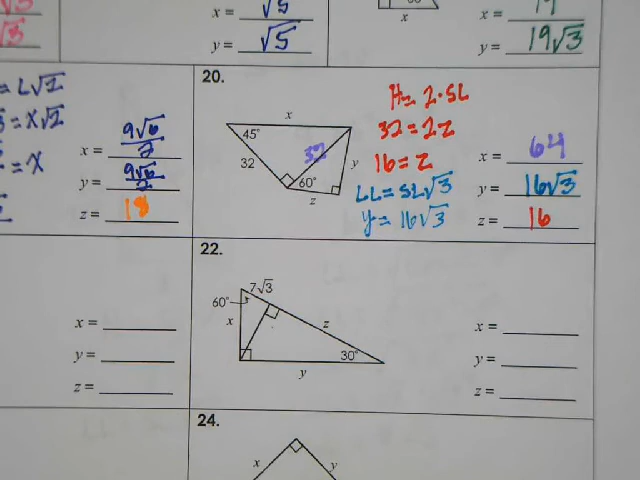 x = √5
y = √5
x
x = 19
y = 19√3
√3
= L√2
= x√2
= x
x = 9√6/2
y = 9√6/2
z = 18
20.
x
45°
32
32
60°
y
z
H = 2·SL
32 = 2z
16 = z
LL = SL√3
y = 16√3
x = 64
y = 16√3
z = 16
x =
y =
z =
22.
7√3
60°
x
z
30°
y
x =
y =
z =
24.
x
y